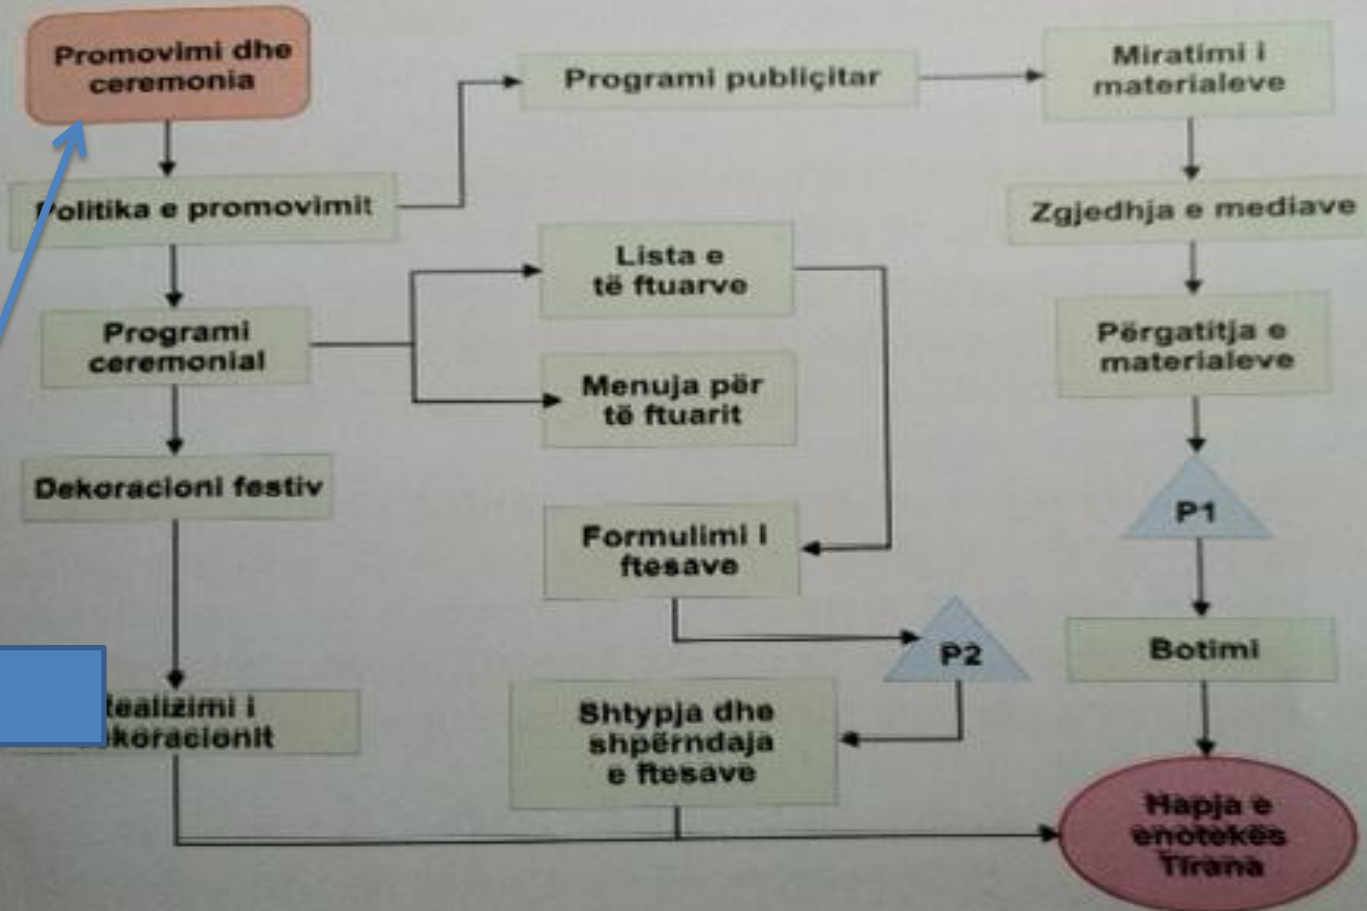 Promovimi dhe
ceremonia
Programi publiçitar
Miratimi i
materialeve
Politika e promovimit
Zgjedhja e mediave
Lista e
të ftuarve
Programi
ceremonial
Përgatitja e
materialeve
Menuja për
të ftuarit
Dekoracioni festiv
P1
Formulimi i
ftesave
P2
Botimi
ealizimi i
koracionit
Shtypja dhe
shpërndaja
e ftesave
Hapja e
enotekës
Tirana